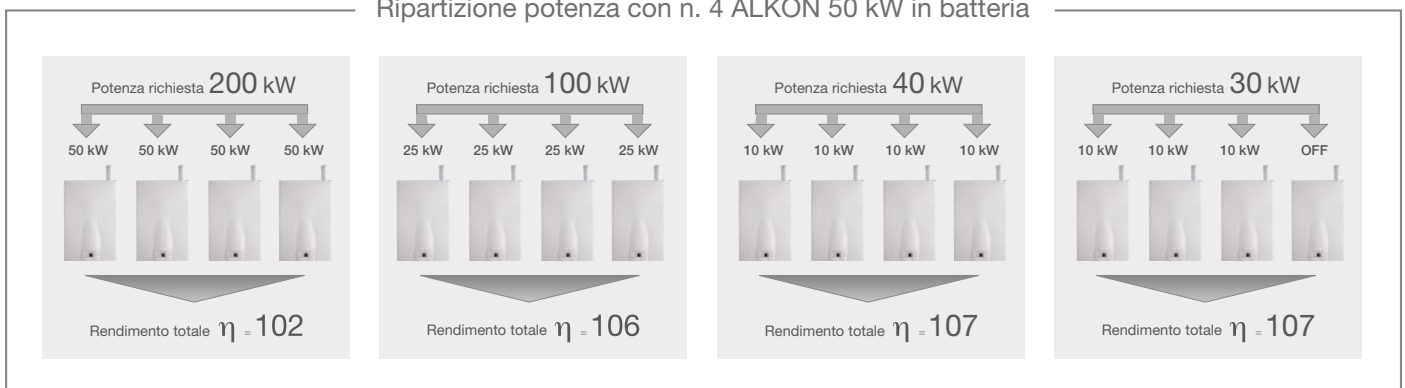 Ripartizione potenza con n. 4 ALKON 50 kW in batteria
Potenza richiesta 200 kW
50 kW 50 kW 50 kW 50 kW
Rendimento totale η = 102
Potenza richiesta 100 kW
25 kW 25 kW 25 kW 25 kW
Rendimento totale η = 106
Potenza richiesta 40 kW
10 kW 10 kW 10 kW 10 kW
Rendimento totale η = 107
Potenza richiesta 30 kW
10 kW 10 kW 10 kW OFF
Rendimento totale η = 107